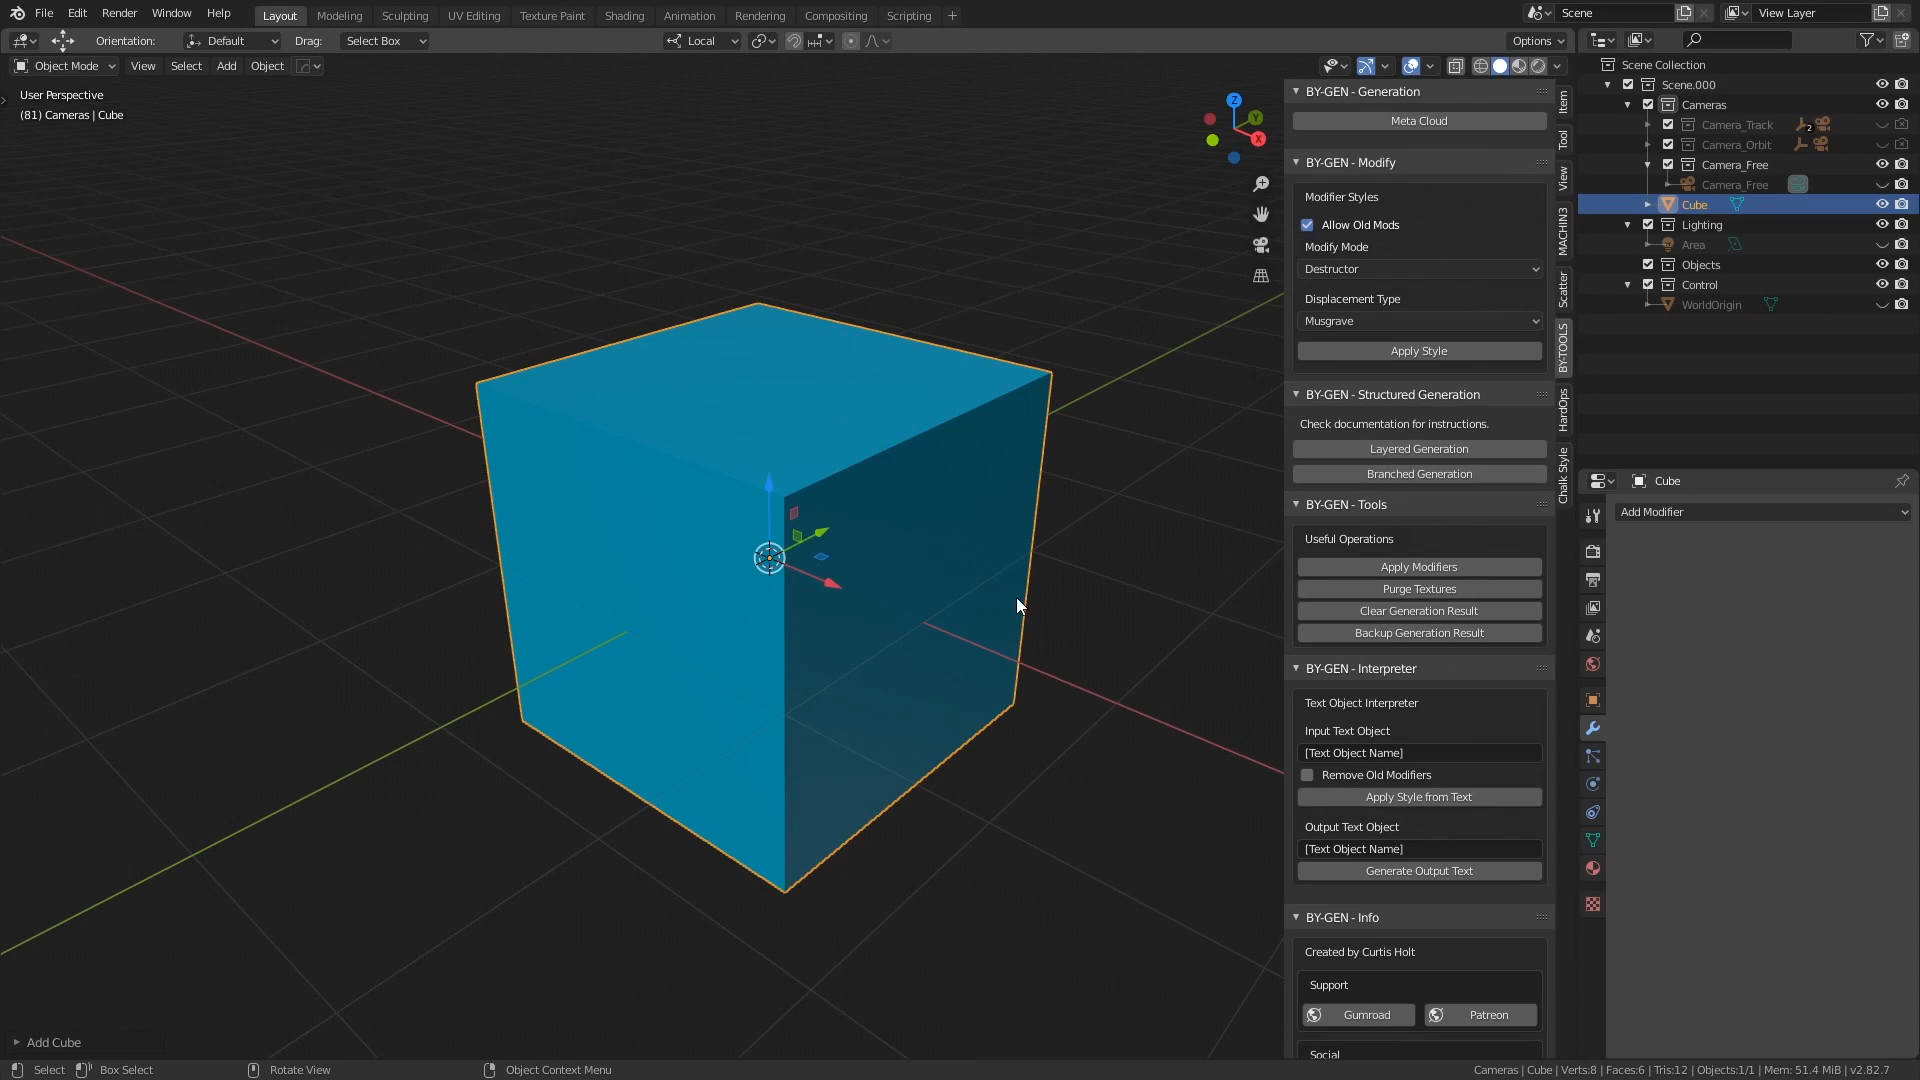 File Edit Render Window Help Layout Modeling Sculpting UV Editing Texture Paint Shading Animation Rendering Compositing Scripting + Scene View Layer
Orientation: Default Drag: Select Box Local Options
Object Mode View Select Add Object
User Perspective
(81) Cameras | Cube
Z
Y
X
BY-GEN - Generation
Meta Cloud
BY-GEN - Modify
Modifier Styles
Allow Old Mods
Modify Mode
Destructor
Displacement Type
Musgrave
Apply Style
BY-GEN - Structured Generation
Check documentation for instructions.
Layered Generation
Branched Generation
BY-GEN - Tools
Useful Operations
Apply Modifiers
Purge Textures
Clear Generation Result
Backup Generation Result
BY-GEN - Interpreter
Text Object Interpreter
Input Text Object
[Text Object Name]
Remove Old Modifiers
Apply Style from Text
Output Text Object
[Text Object Name]
Generate Output Text
BY-GEN - Info
Created by Curtis Holt
Support
Gumroad Patreon
Social
Item
Tool
View
MACHIN3
Scatter
BY-TOOLS
HardOps
Chalk Style
Scene Collection
Scene.000
Cameras
Camera_Track 2
Camera_Orbit
Camera_Free
Camera_Free
Cube
Lighting
Area
Objects
Control
WorldOrigin
Cube
Add Modifier
Add Cube
Select Box Select Rotate View Object Context Menu Cameras | Cube | Verts:8 | Faces:6 | Tris:12 | Objects:1/1 | Mem: 51.4 MiB | v2.82.7